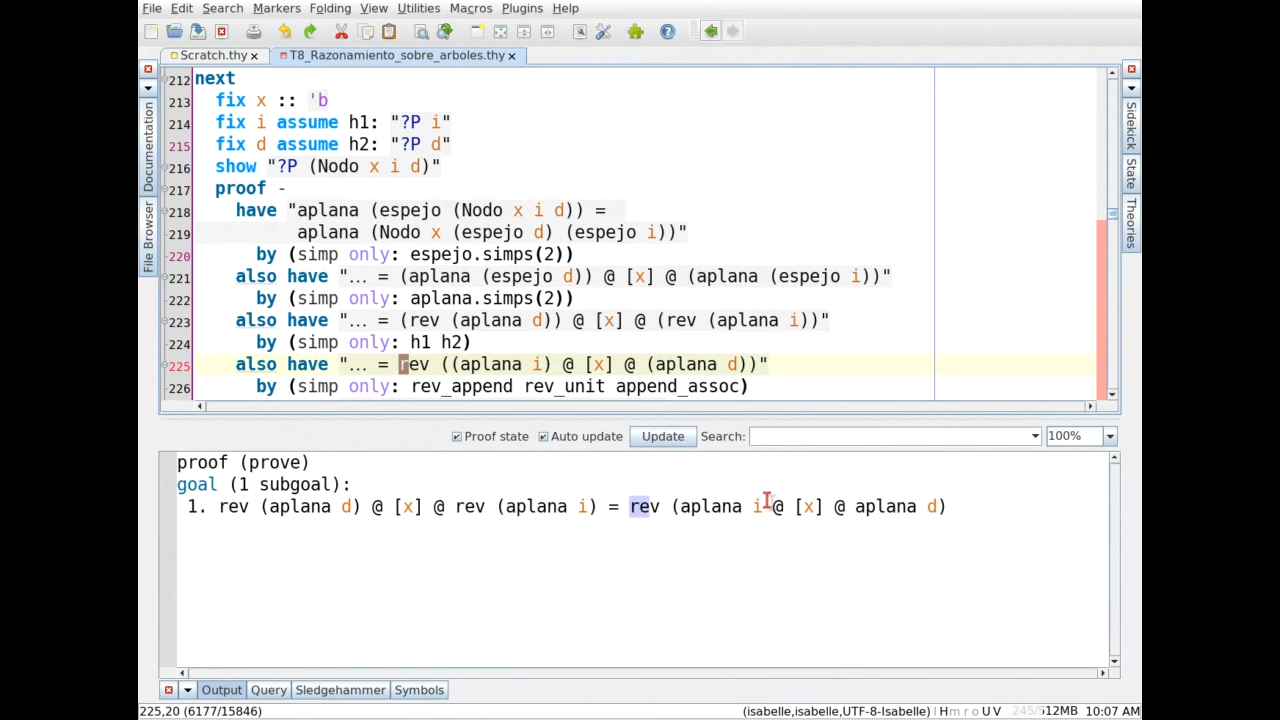 File Edit Search Markers Folding View Utilities Macros Plugins Help
Scratch.thy T8_Razonamiento_sobre_arboles.thy
Documentation
File Browser
212 next
213 fix x :: 'b
214 fix i assume h1: "?P i"
215 fix d assume h2: "?P d"
216 show "?P (Nodo x i d)"
217 proof -
218 have "aplana (espejo (Nodo x i d)) =
219 aplana (Nodo x (espejo d) (espejo i))"
220 by (simp only: espejo.simps(2))
221 also have "... = (aplana (espejo d)) @ [x] @ (aplana (espejo i))"
222 by (simp only: aplana.simps(2))
223 also have "... = (rev (aplana d)) @ [x] @ (rev (aplana i))"
224 by (simp only: h1 h2)
225 also have "... = rev ((aplana i) @ [x] @ (aplana d))"
226 by (simp only: rev_append rev_unit append_assoc)
Sidekick
State
Theories
Proof state Auto update Update Search: 100%
proof (prove)
goal (1 subgoal):
1. rev (aplana d) @ [x] @ rev (aplana i) = rev (aplana i @ [x] @ aplana d)
Output Query Sledgehammer Symbols
225,20 (6177/15846) (isabelle,isabelle,UTF-8-Isabelle) H m r o U V 245/512MB 10:07 AM